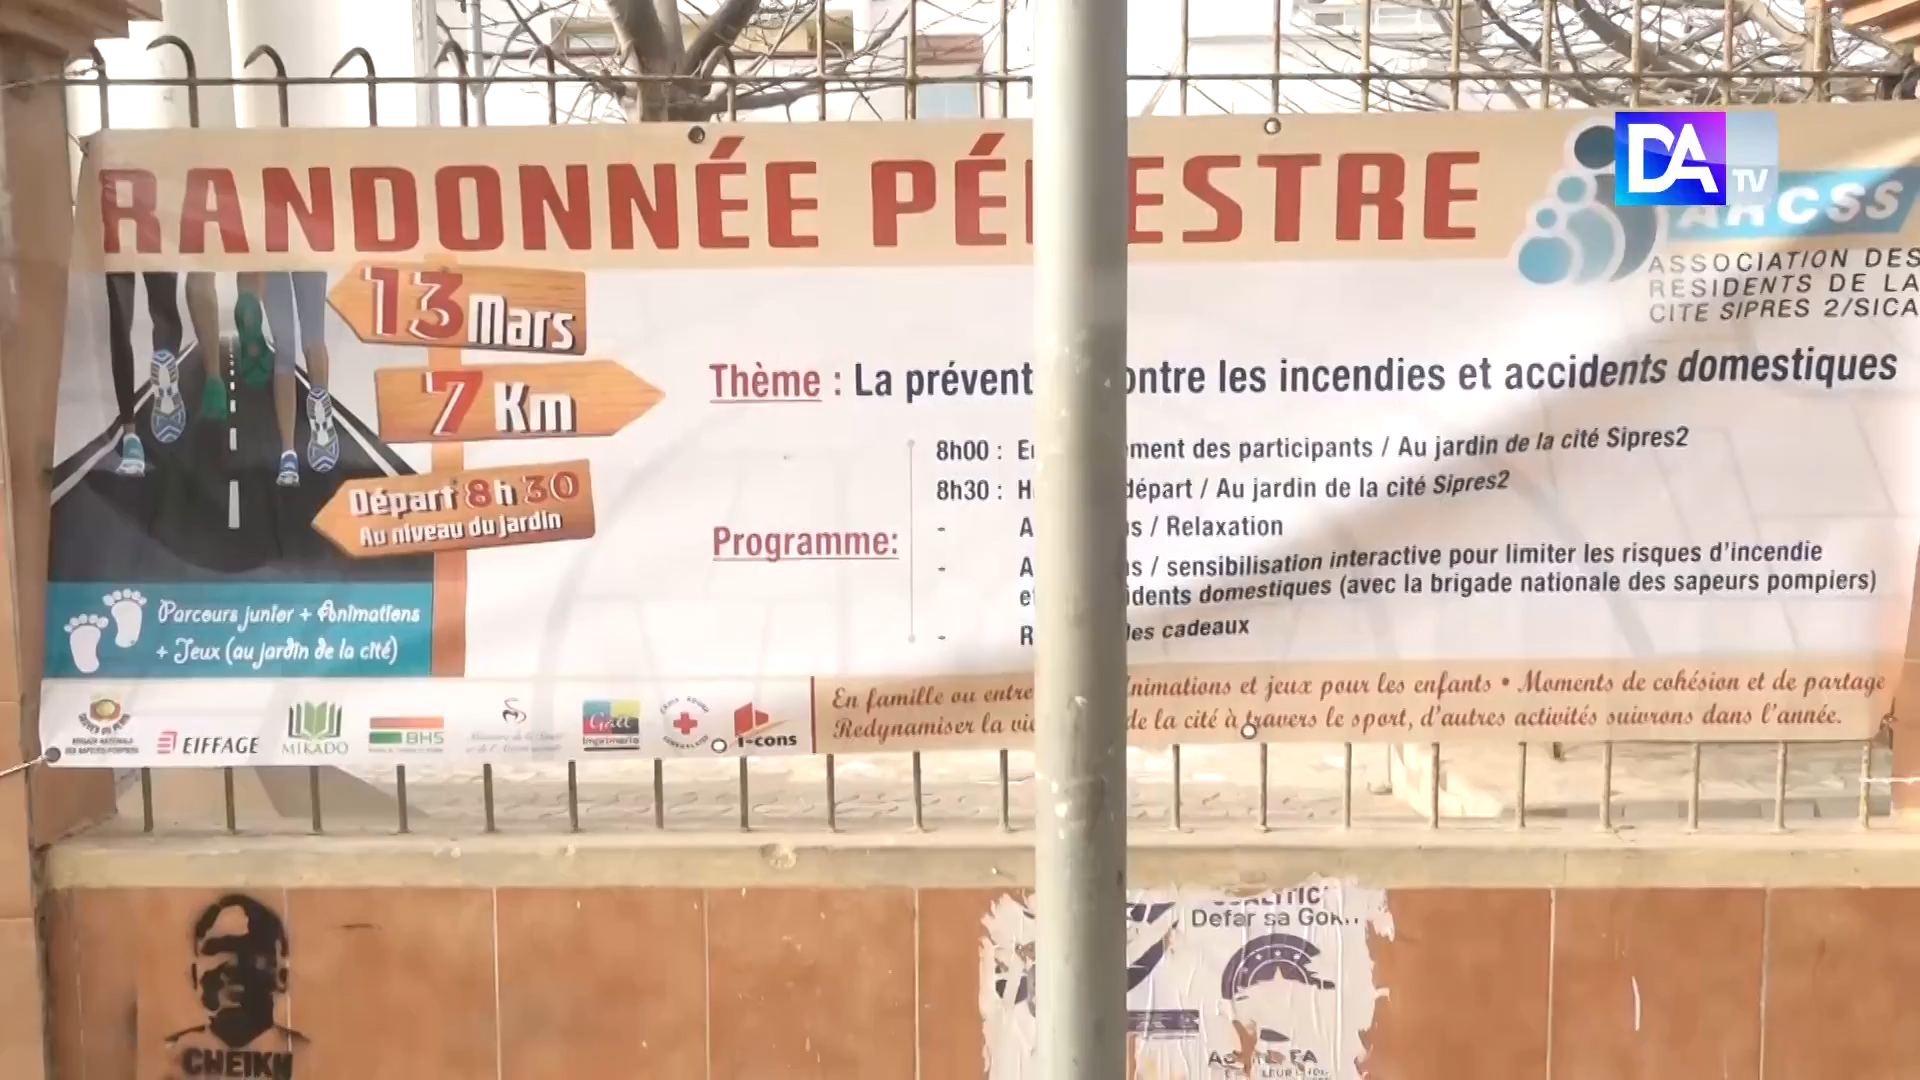 RANDONNÉE PÉ ESTRE
DA TV
ARCSS
ASSOCIATION DES
RESIDENTS DE LA
CITE SIPRES 2/SICA
13 Mars
7 Km
Départ 8h30
Au niveau du jardin
Parcours junior + Animations
+ Jeux (au jardin de la cité)
Thème : La prévent ontre les incendies et accidents domestiques
Programme:
8h00 : E ment des participants / Au jardin de la cité Sipres2
8h30 : H départ / Au jardin de la cité Sipres2
- A s / Relaxation
- A s / sensibilisation interactive pour limiter les risques d'incendie
e idents domestiques (avec la brigade nationale des sapeurs pompiers)
- R les cadeaux
EIFFAGE
MIKADO
BHS
Imprimerie
i-cons
En famille ou entre nimations et jeux pour les enfants • Moments de cohésion et de partage
Redynamiser la vie de la cité à travers le sport, d'autres activités suivrons dans l'année.
CHEIKH
Defar sa